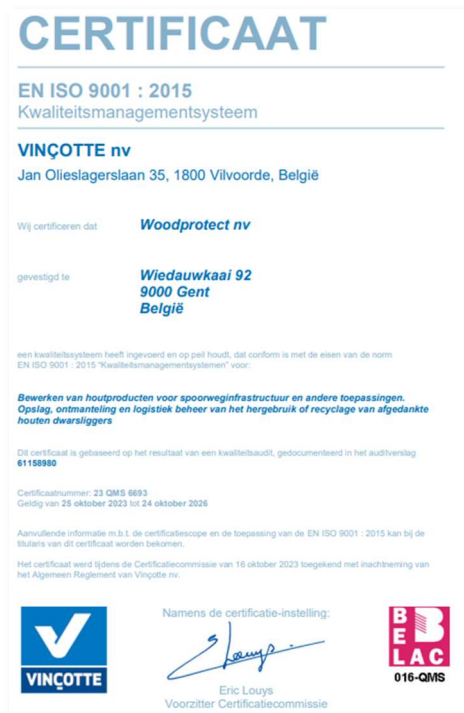 CERTIFICAAT
EN ISO 9001 : 2015
Kwaliteitsmanagementsysteem
VINÇOTTE nv
Jan Olieslagerslaan 35, 1800 Vilvoorde, België
Wij certificeren dat Woodprotect nv
gevestigd te Wiedauwkaai 92
9000 Gent
België
een kwaliteitssysteem heeft ingevoerd en op peil houdt, dat conform is met de eisen van de norm
EN ISO 9001 : 2015 "Kwaliteitsmanagementsystemen" voor:
Bewerken van houtproducten voor spoorweginfrastructuur en andere toepassingen.
Opslag, ontmanteling en logistiek beheer van het hergebruik of recyclage van afgedankte
houten dwarsliggers
Dit certificaat is gebaseerd op het resultaat van een kwaliteitsaudit, gedocumenteerd in het auditverslag
61158980
Certificaatnummer: 23 QMS 6693
Geldig van 25 oktober 2023 tot 24 oktober 2026
Aanvullende informatie m.b.t. de certificatiescope en de toepassing van de EN ISO 9001 : 2015 kan bij de
titularis van dit certificaat worden bekomen.
Het certificaat werd tijdens de Certificatiecommissie van 16 oktober 2023 toegekend met inachtneming van
het Algemeen Reglement van Vinçotte nv.
Namens de certificatie-instelling:
VINÇOTTE
BELAC
016-QMS
Eric Louys
Voorzitter Certificatiecommissie